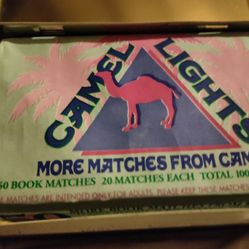 CAMEL LIGHTS
MORE MATCHES FROM CAM
50 BOOK MATCHES 20 MATCHES EACH TOTAL 100
MATCHES ARE INTENDED ONLY FOR ADULTS. PLEASE KEEP THESE MATCHES